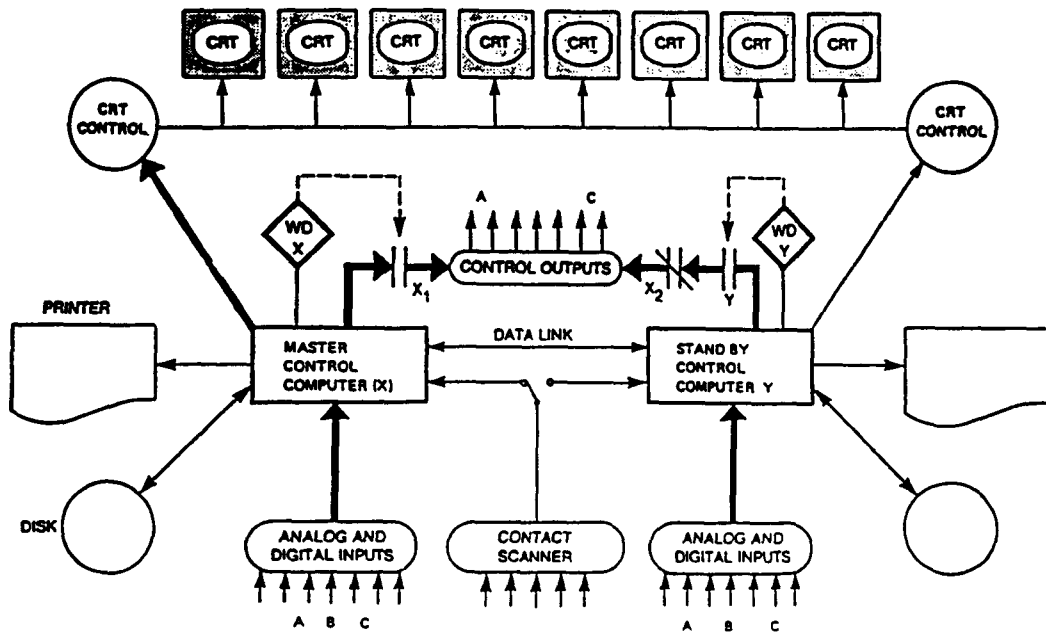 CRT CRT CRT CRT CRT CRT CRT CRT
CRT
CONTROL
CRT
CONTROL
A C
WD
X
WD
Y
CONTROL OUTPUTS
X1
X2
Y
PRINTER
MASTER
CONTROL
COMPUTER (X)
DATA LINK
STAND BY
CONTROL
COMPUTER Y
DISK
ANALOG AND
DIGITAL INPUTS
CONTACT
SCANNER
ANALOG AND
DIGITAL INPUTS
A B C
A B C